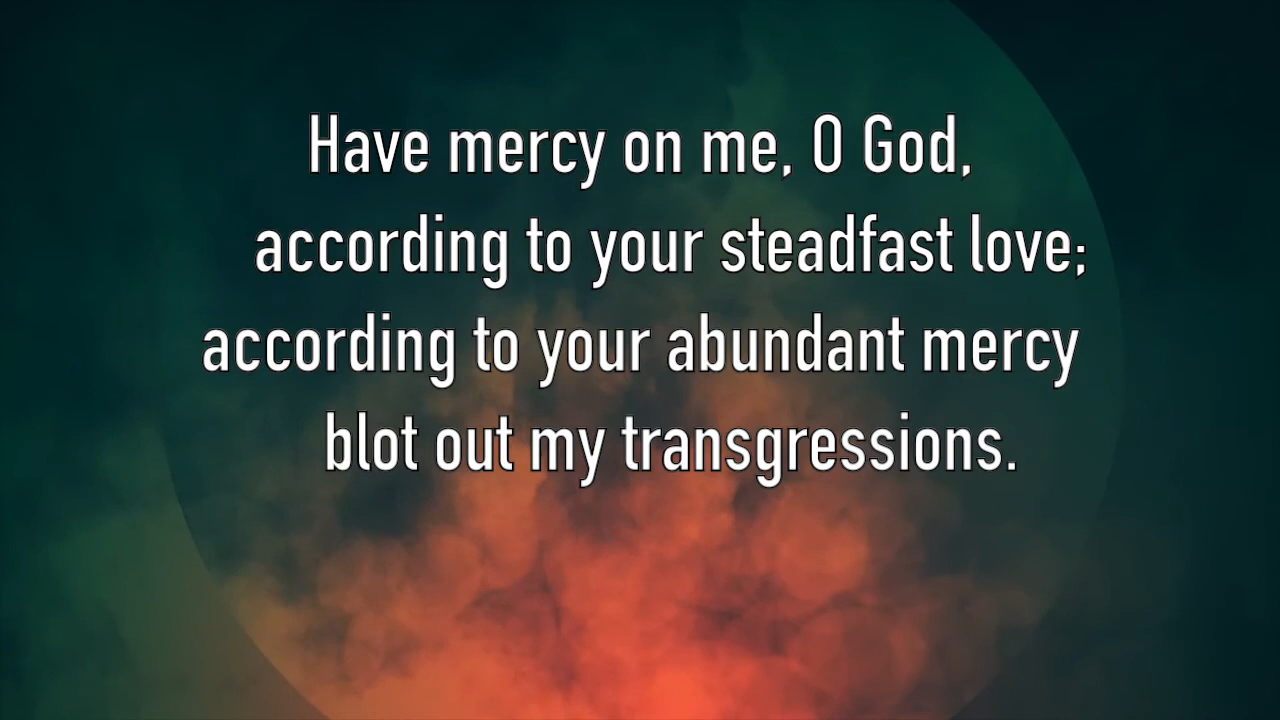 Have mercy on me, O God,
according to your steadfast love;
according to your abundant mercy
blot out my transgressions.